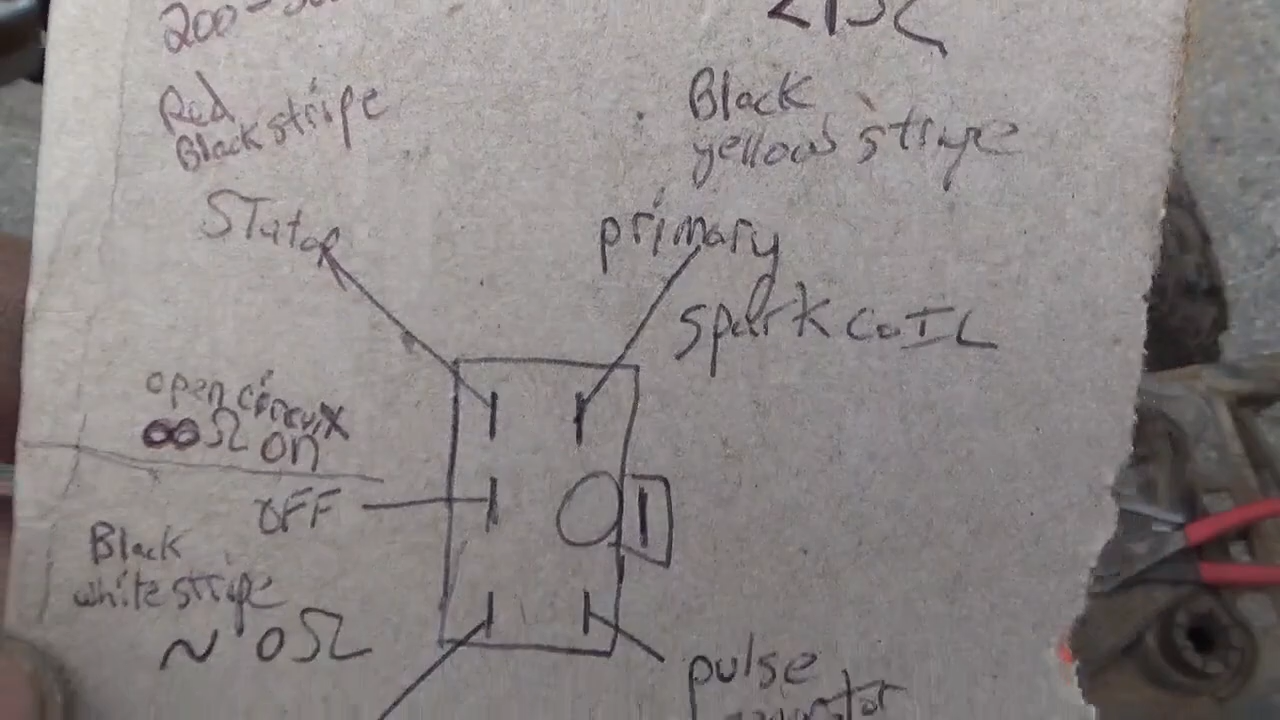 200-
Red
Black stripe
Black
yellow stripe
Stator
primary
spark coIL
open circuit
∞Ω on
OFF
Black
white stripe
~ 0Ω
pulse